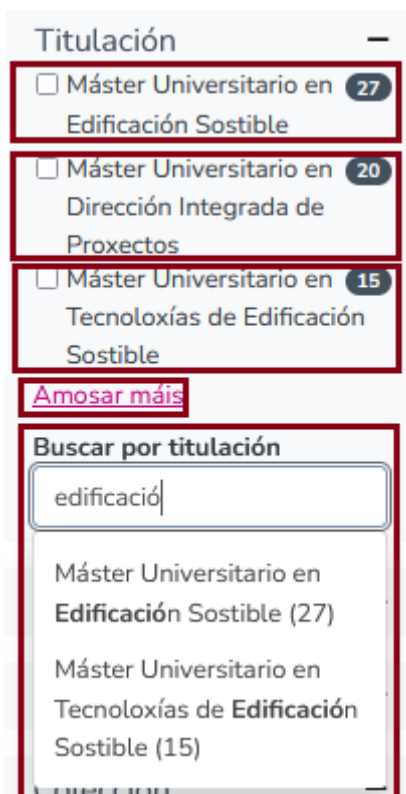 Titulación
Máster Universitario en 27
Edificación Sostible
Máster Universitario en 20
Dirección Integrada de
Proxectos
Máster Universitario en 15
Tecnoloxías de Edificación
Sostible
Amosar máis
Buscar por titulación
edificació
Máster Universitario en
Edificación Sostible (27)
Máster Universitario en
Tecnoloxías de Edificación
Sostible (15)
Colección